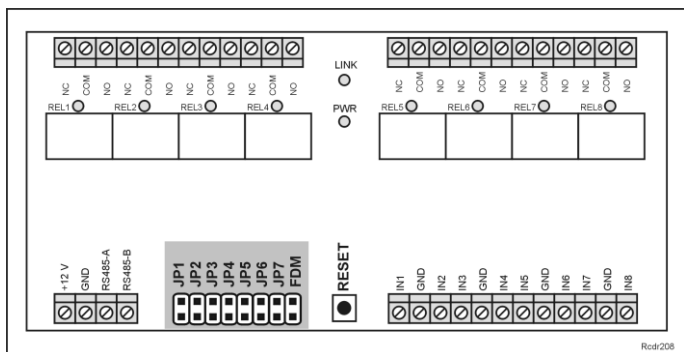 LINK
NC COM NO NC COM NO NC COM NO NC COM NO
NC COM NO NC COM NO NC COM NO NC COM NO
REL1 REL2 REL3 REL4 PWR REL5 REL6 REL7 REL8
+12 V GND RS485-A RS485-B
JP1 JP2 JP3 JP4 JP5 JP6 JP7 FDM
RESET
IN1 GND IN2 IN3 GND IN4 IN5 GND IN6 IN7 GND IN8
Rcdr208